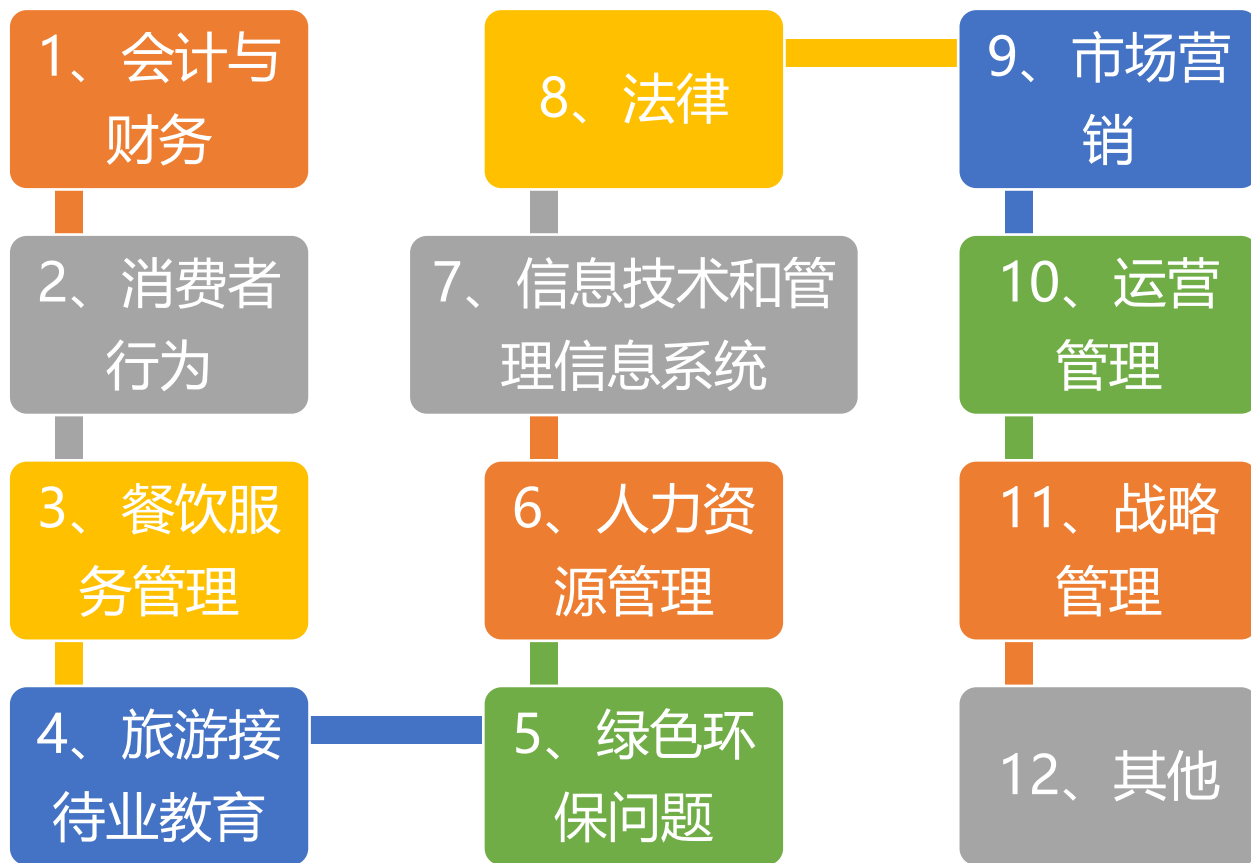 1、会计与
财务
2、消费者
行为
3、餐饮服
务管理
4、旅游接
待业教育
5、绿色环
保问题
6、人力资
源管理
7、信息技术和管
理信息系统
8、法律
9、市场营
销
10、运营
管理
11、战略
管理
12、其他